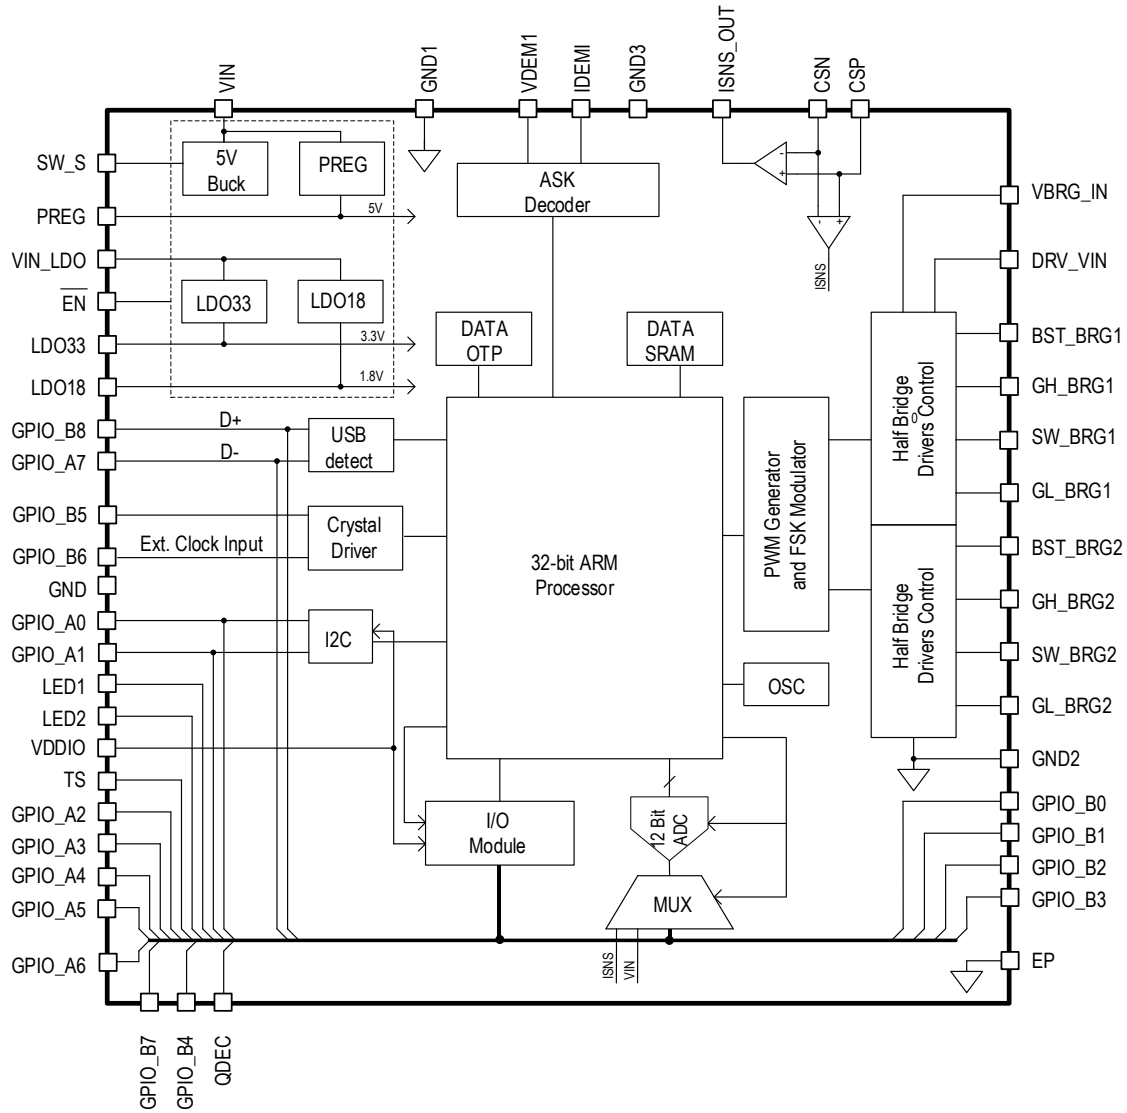 VIN
GND1
VDEM1
IDEMI
GND3
ISNS_OUT
CSN
CSP
SW_S
PREG
VIN_LDO
EN
LDO33
LDO18
GPIO_B8
GPIO_A7
GPIO_B5
GPIO_B6
GND
GPIO_A0
GPIO_A1
LED1
LED2
VDDIO
TS
GPIO_A2
GPIO_A3
GPIO_A4
GPIO_A5
GPIO_A6
5V
Buck
PREG
5V
LDO33
LDO18
3.3V
1.8V
D+
D-
USB
detect
Ext. Clock Input
Crystal
Driver
I2C
ASK
Decoder
-
+
-
+
ISNS
DATA
OTP
DATA
SRAM
32-bit ARM
Processor
PWM Generator
and FSK Modulator
OSC
Half Bridge
Drivers Control
0
Half Bridge
Drivers Control
I/O
Module
12 Bit
ADC
MUX
ISNS
VIN
VBRG_IN
DRV_VIN
BST_BRG1
GH_BRG1
SW_BRG1
GL_BRG1
BST_BRG2
GH_BRG2
SW_BRG2
GL_BRG2
GND2
GPIO_B0
GPIO_B1
GPIO_B2
GPIO_B3
EP
GPIO_B7
GPIO_B4
QDEC